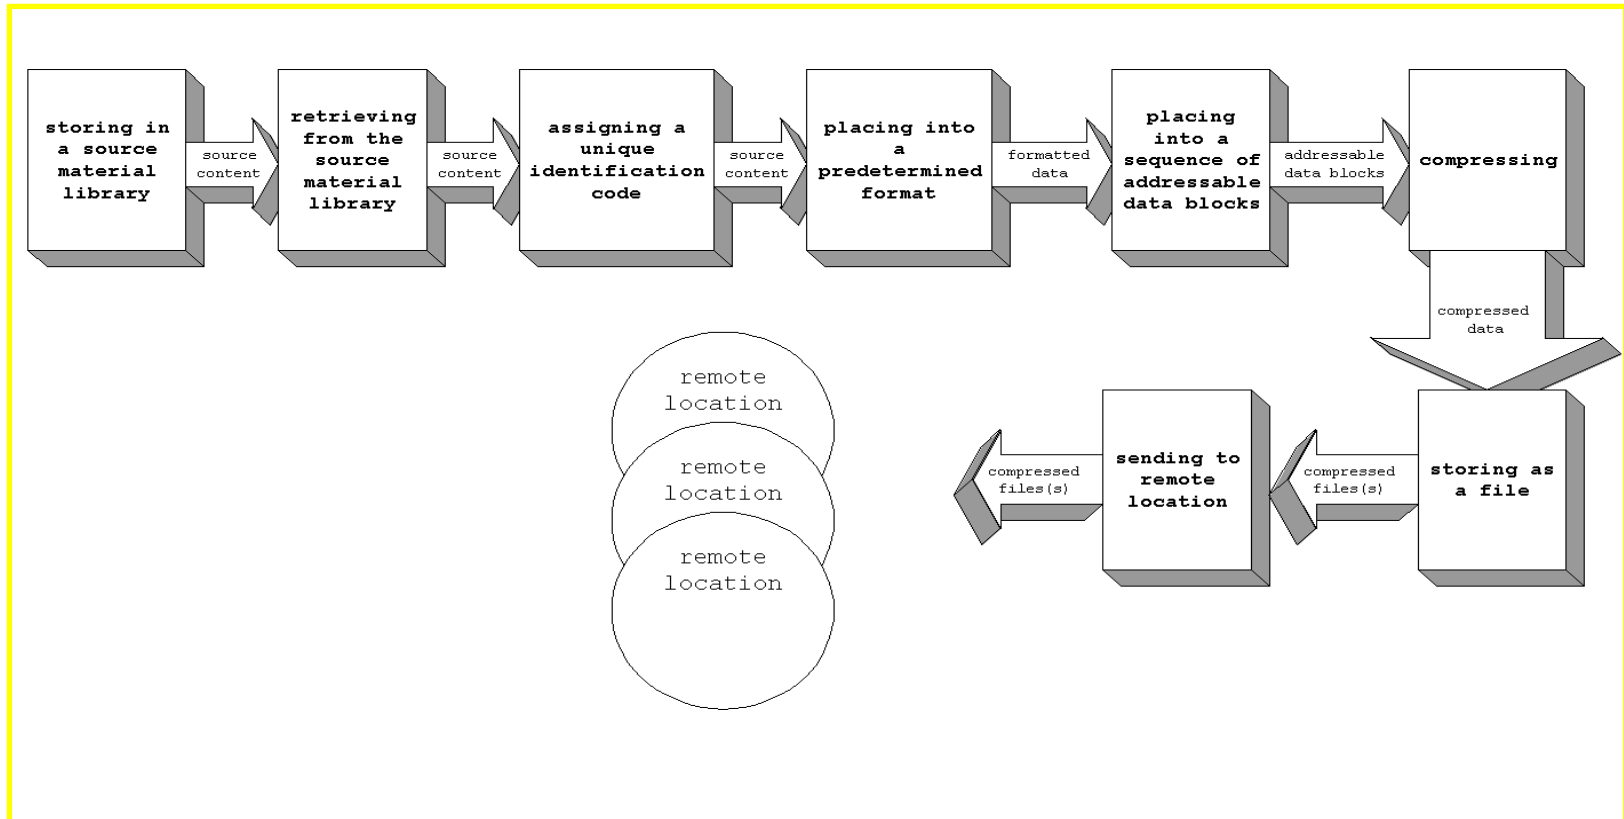 storing in
a source
material
library
source
content
retrieving
from the
source
material
library
source
content
assigning a
unique
identification
code
source
content
placing into
a
predetermined
format
formatted
data
placing
into a
sequence of
addressable
data blocks
addressable
data blocks
compressing
compressed
data
storing as
a file
compressed
files(s)
sending to
remote
location
compressed
files(s)
remote
location
remote
location
remote
location